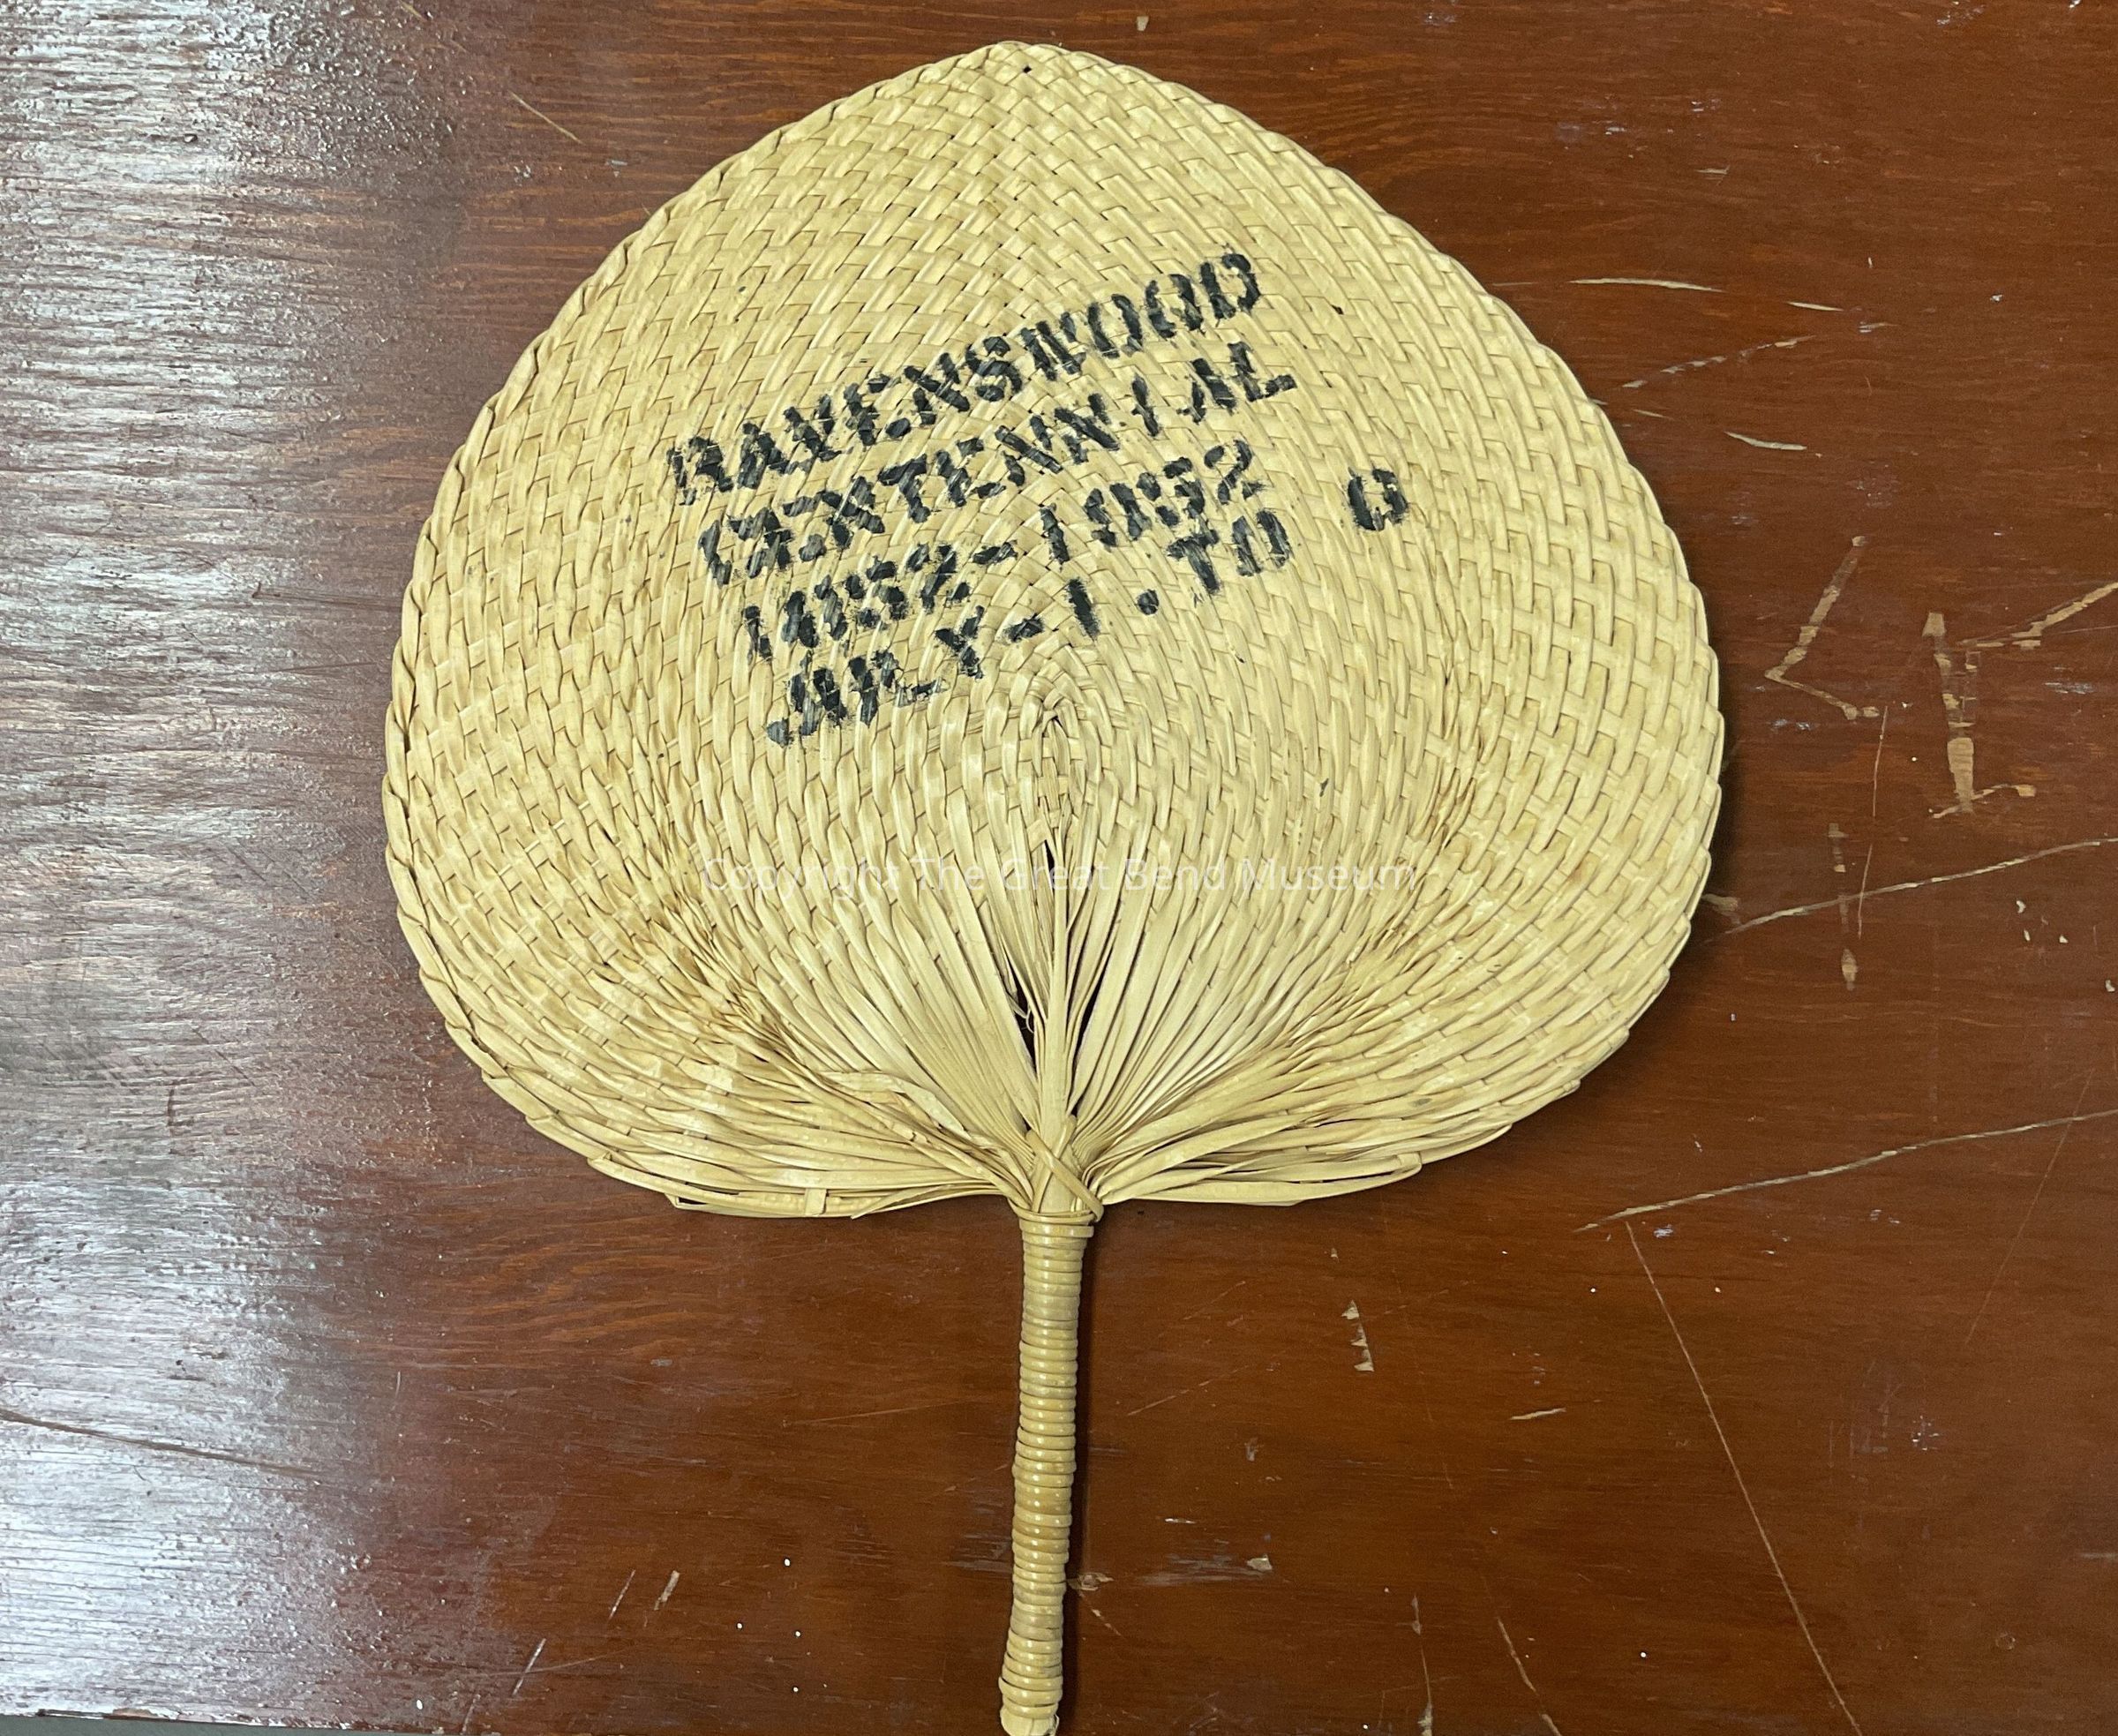 RAVENSWOOD
CENTENNIAL
1852-1952
JULY-1.TO 6
Copyright The Great Bend Museum